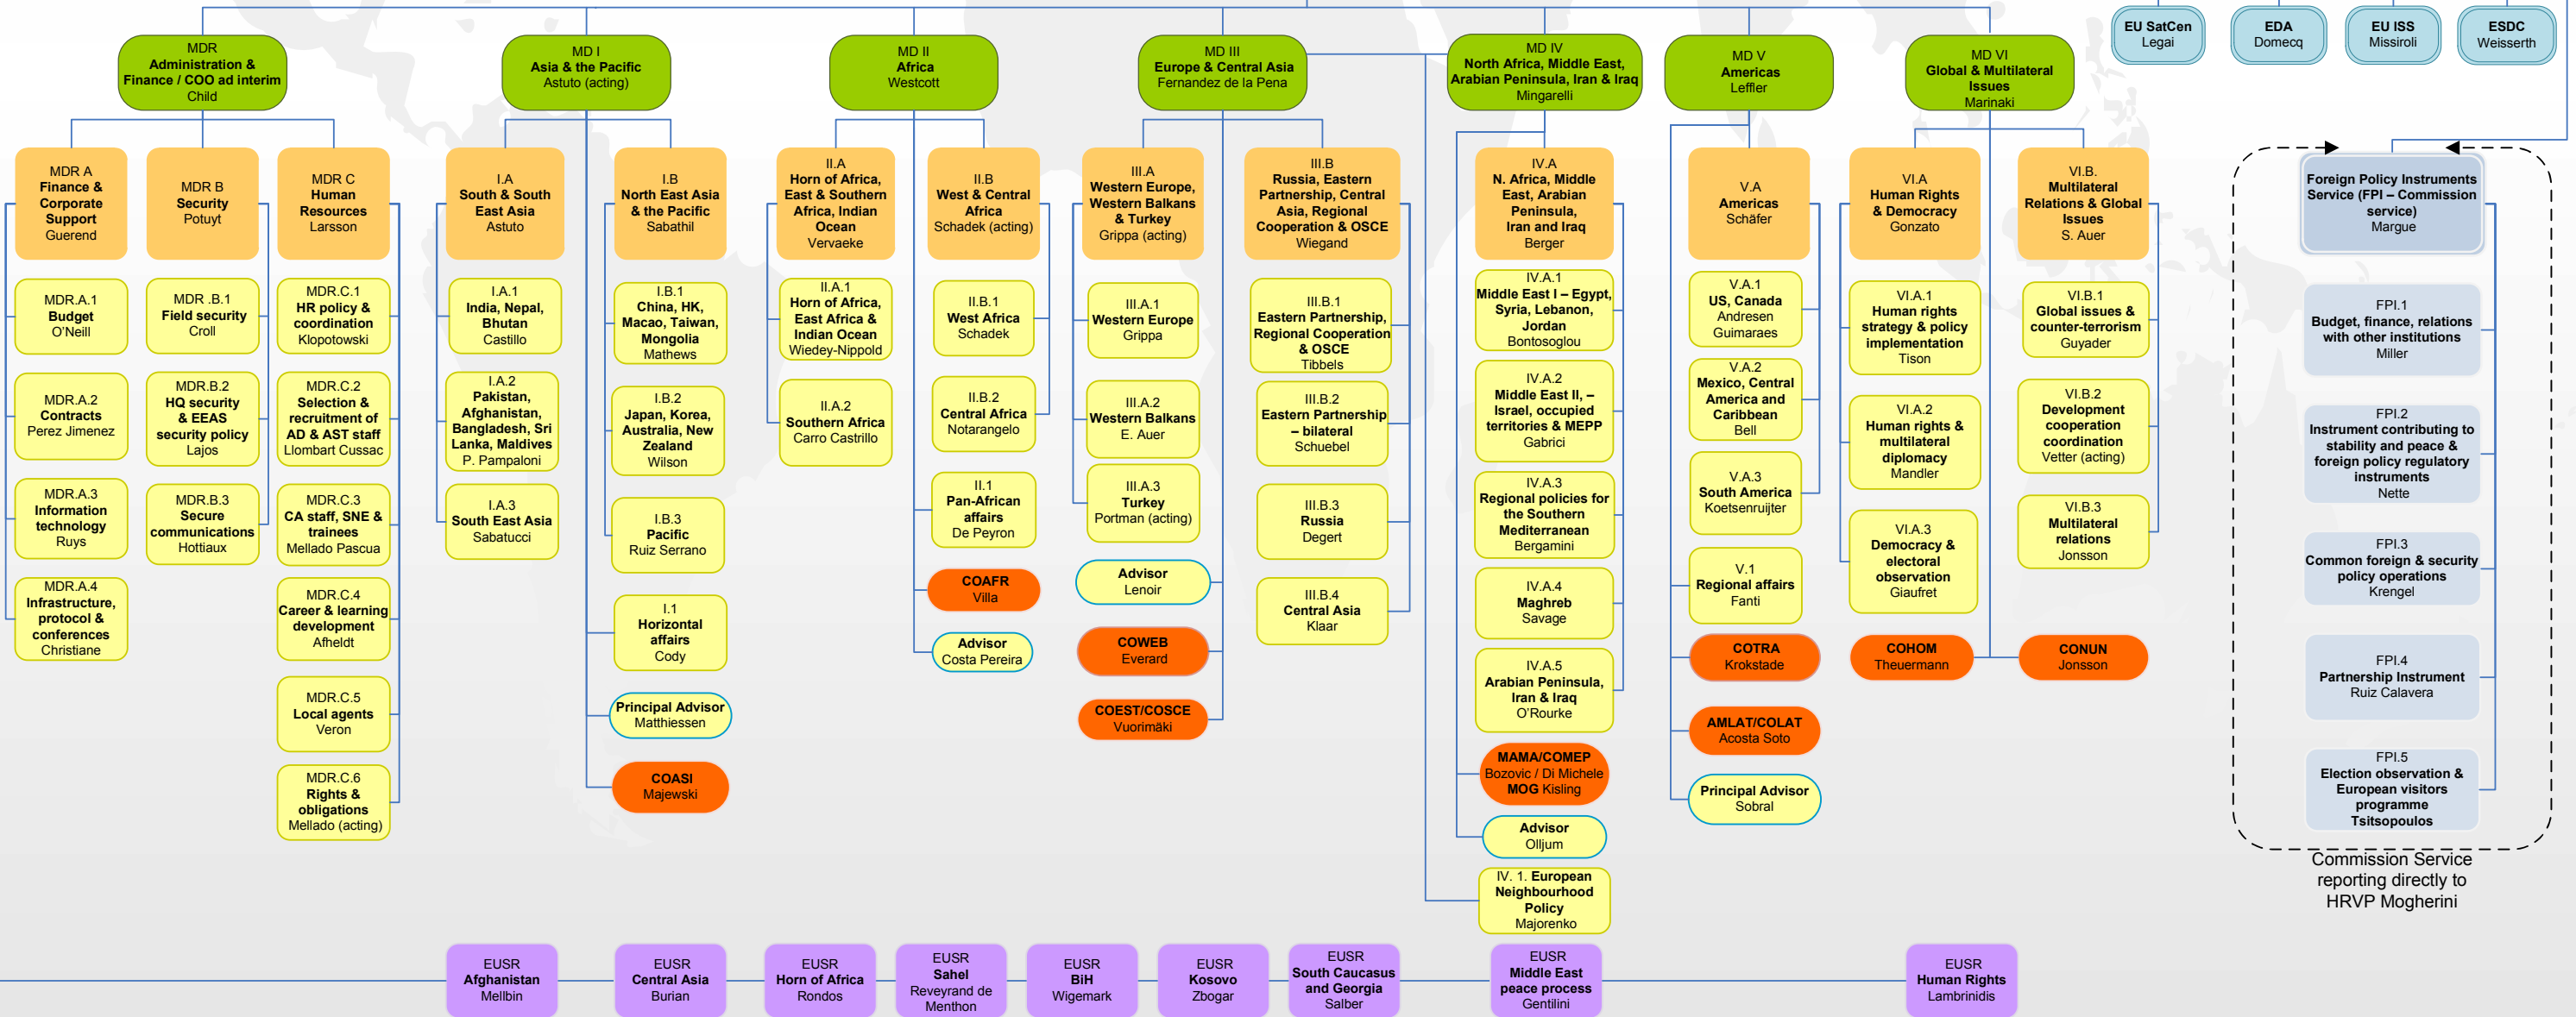 EU SatCen
Legai
EDA
Domecq
EU ISS
Missiroli
ESDC
Weisserth
MDR
Administration &
Finance / COO ad interim
Child
MD I
Asia & the Pacific
Astuto (acting)
MD II
Africa
Westcott
MD III
Europe & Central Asia
Fernandez de la Pena
MD IV
North Africa, Middle East,
Arabian Peninsula, Iran & Iraq
Mingarelli
MD V
Americas
Leffler
MD VI
Global & Multilateral
Issues
Marinaki
MDR A
Finance &
Corporate
Support
Guerend
MDR.A.1
Budget
O'Neill
MDR.A.2
Contracts
Perez Jimenez
MDR.A.3
Information
technology
Ruys
MDR.A.4
Infrastructure,
protocol &
conferences
Christiane
MDR B
Security
Potuyt
MDR .B.1
Field security
Croll
MDR.B.2
HQ security
& EEAS
security policy
Lajos
MDR.B.3
Secure
communications
Hottiaux
MDR C
Human
Resources
Larsson
MDR.C.1
HR policy &
coordination
Klopotowski
MDR.C.2
Selection &
recruitment of
AD & AST staff
Llombart Cussac
MDR.C.3
CA staff, SNE &
trainees
Mellado Pascua
MDR.C.4
Career & learning
development
Afheldt
MDR.C.5
Local agents
Veron
MDR.C.6
Rights &
obligations
Mellado (acting)
I.A
South & South
East Asia
Astuto
I.A.1
India, Nepal,
Bhutan
Castillo
I.A.2
Pakistan,
Afghanistan,
Bangladesh, Sri
Lanka, Maldives
P. Pampaloni
I.A.3
South East Asia
Sabatucci
I.B
North East Asia
& the Pacific
Sabathil
I.B.1
China, HK,
Macao, Taiwan,
Mongolia
Mathews
I.B.2
Japan, Korea,
Australia, New
Zealand
Wilson
I.B.3
Pacific
Ruiz Serrano
I.1
Horizontal
affairs
Cody
Principal Advisor
Matthiessen
COASI
Majewski
II.A
Horn of Africa,
East & Southern
Africa, Indian
Ocean
Vervaeke
II.A.1
Horn of Africa,
East Africa &
Indian Ocean
Wiedey-Nippold
II.A.2
Southern Africa
Carro Castrillo
II.B
West & Central
Africa
Schadek (acting)
II.B.1
West Africa
Schadek
II.B.2
Central Africa
Notarangelo
II.1
Pan-African
affairs
De Peyron
COAFR
Villa
Advisor
Costa Pereira
III.A
Western Europe,
Western Balkans
& Turkey
Grippa (acting)
III.A.1
Western Europe
Grippa
III.A.2
Western Balkans
E. Auer
III.A.3
Turkey
Portman (acting)
Advisor
Lenoir
COWEB
Everard
COEST/COSCE
Vuorimäki
III.B
Russia, Eastern
Partnership, Central
Asia, Regional
Cooperation & OSCE
Wiegand
III.B.1
Eastern Partnership,
Regional Cooperation
& OSCE
Tibbels
III.B.2
Eastern Partnership
– bilateral
Schuebel
III.B.3
Russia
Degert
III.B.4
Central Asia
Klaar
IV.A
N. Africa, Middle
East, Arabian
Peninsula,
Iran and Iraq
Berger
IV.A.1
Middle East I – Egypt,
Syria, Lebanon,
Jordan
Bontosoglou
IV.A.2
Middle East II, –
Israel, occupied
territories & MEPP
Gabrici
IV.A.3
Regional policies for
the Southern
Mediterranean
Bergamini
IV.A.4
Maghreb
Savage
IV.A.5
Arabian Peninsula,
Iran & Iraq
O'Rourke
MAMA/COMEP
Bozovic / Di Michele
MOG Kisling
Advisor
Olljum
IV. 1. European
Neighbourhood
Policy
Majorenko
V.A
Americas
Schäfer
V.A.1
US, Canada
Andresen
Guimaraes
V.A.2
Mexico, Central
America and
Caribbean
Bell
V.A.3
South America
Koetsenruijter
V.1
Regional affairs
Fanti
COTRA
Krokstade
AMLAT/COLAT
Acosta Soto
Principal Advisor
Sobral
VI.A
Human Rights
& Democracy
Gonzato
VI.A.1
Human rights
strategy & policy
implementation
Tison
VI.A.2
Human rights &
multilateral
diplomacy
Mandler
VI.A.3
Democracy &
electoral
observation
Giaufret
COHOM
Theuermann
VI.B.
Multilateral
Relations & Global
Issues
S. Auer
VI.B.1
Global issues &
counter-terrorism
Guyader
VI.B.2
Development
cooperation
coordination
Vetter (acting)
VI.B.3
Multilateral
relations
Jonsson
CONUN
Jonsson
Foreign Policy Instruments
Service (FPI – Commission
service)
Margue
FPI.1
Budget, finance, relations
with other institutions
Miller
FPI.2
Instrument contributing to
stability and peace &
foreign policy regulatory
instruments
Nette
FPI.3
Common foreign & security
policy operations
Krengel
FPI.4
Partnership Instrument
Ruiz Calavera
FPI.5
Election observation &
European visitors
programme
Tsitsopoulos
Commission Service
reporting directly to
HRVP Mogherini
EUSR
Afghanistan
Mellbin
EUSR
Central Asia
Burian
EUSR
Horn of Africa
Rondos
EUSR
Sahel
Reveyrand de
Menthon
EUSR
BiH
Wigemark
EUSR
Kosovo
Zbogar
EUSR
South Caucasus
and Georgia
Salber
EUSR
Middle East
peace process
Gentilini
EUSR
Human Rights
Lambrinidis